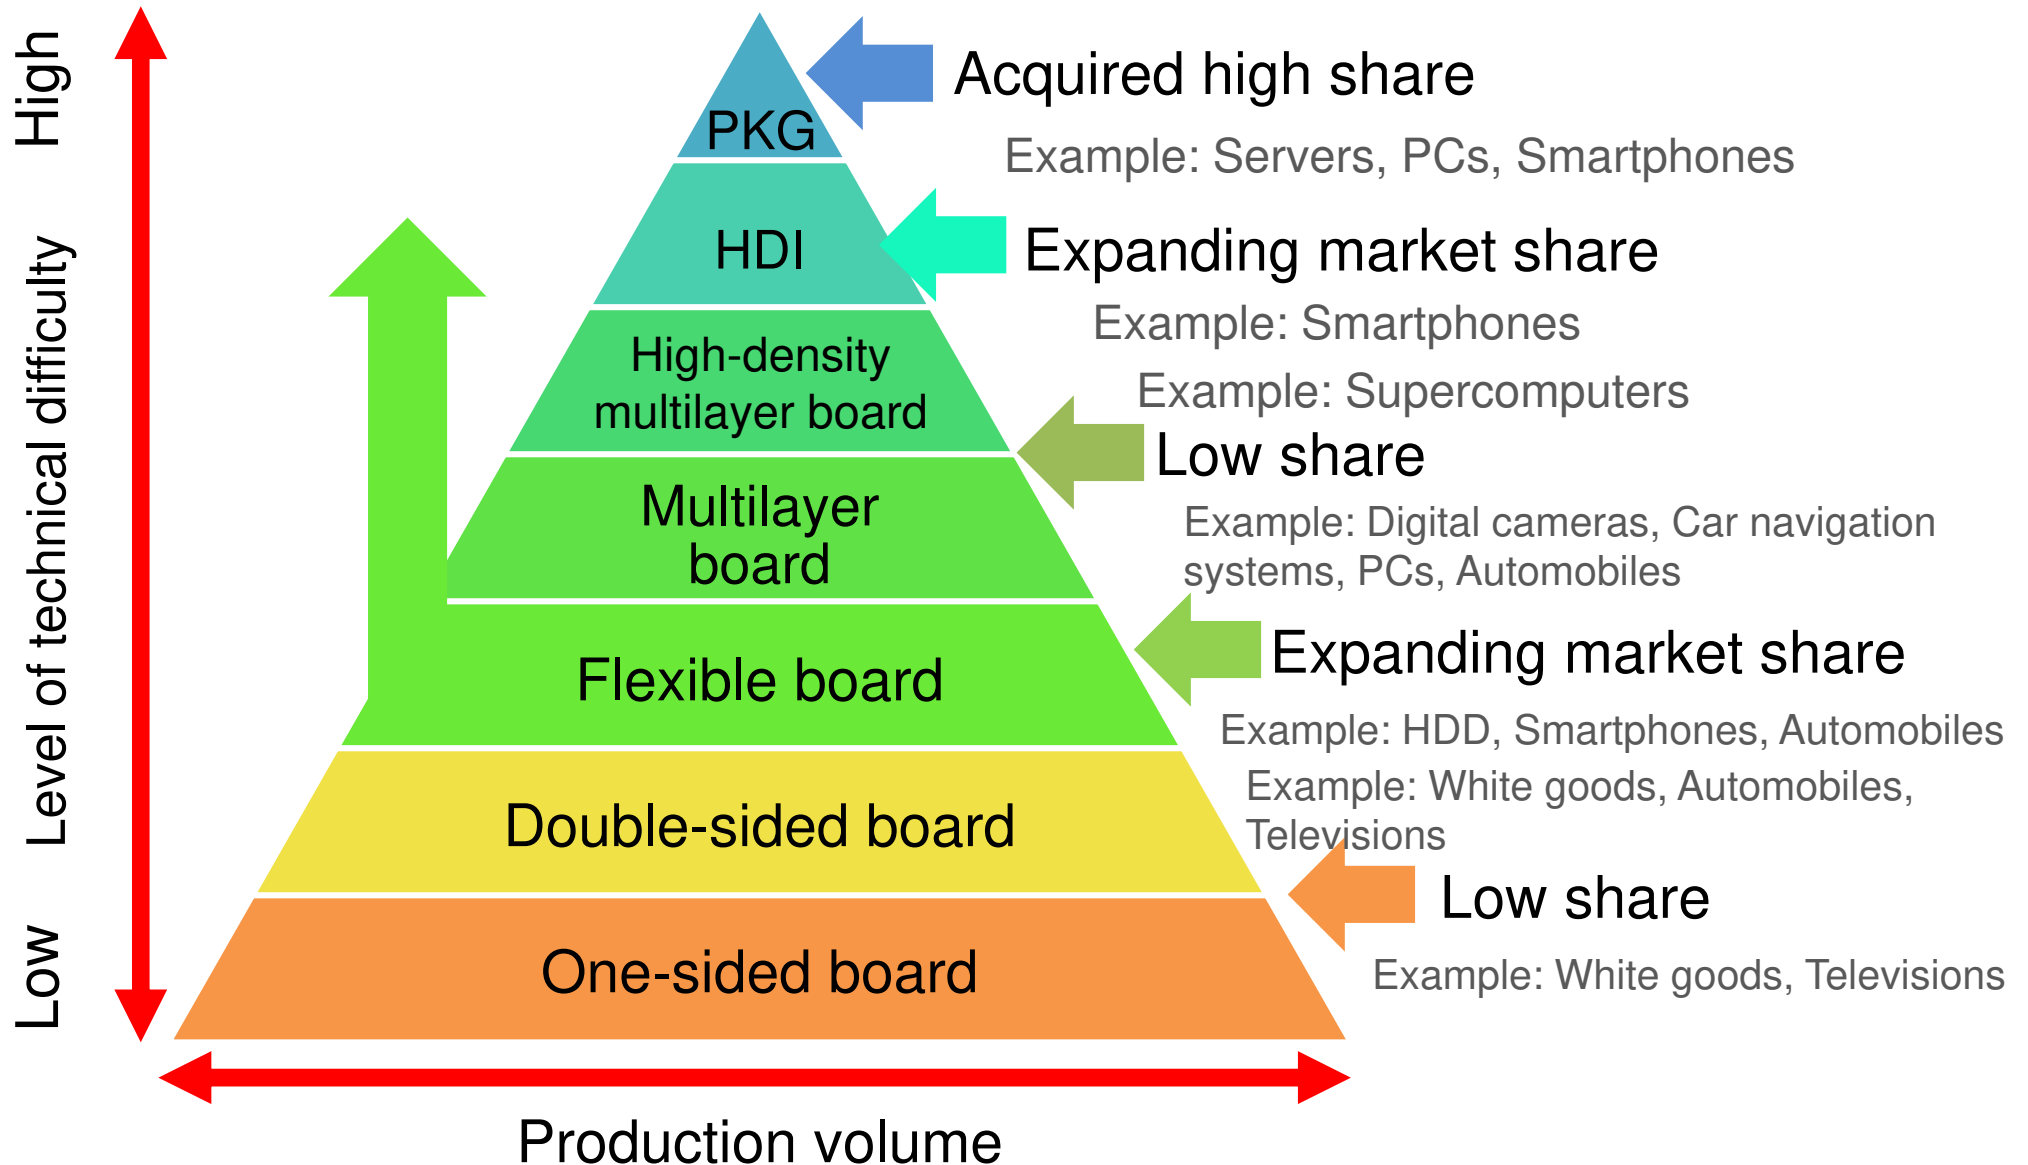 High
Level of technical difficulty
Low
PKG
HDI
High-density
multilayer board
Multilayer
board
Flexible board
Double-sided board
One-sided board
Acquired high share
Example: Servers, PCs, Smartphones
Expanding market share
Example: Smartphones
Example: Supercomputers
Low share
Example: Digital cameras, Car navigation
systems, PCs, Automobiles
Expanding market share
Example: HDD, Smartphones, Automobiles
Example: White goods, Automobiles,
Televisions
Low share
Example: White goods, Televisions
Production volume